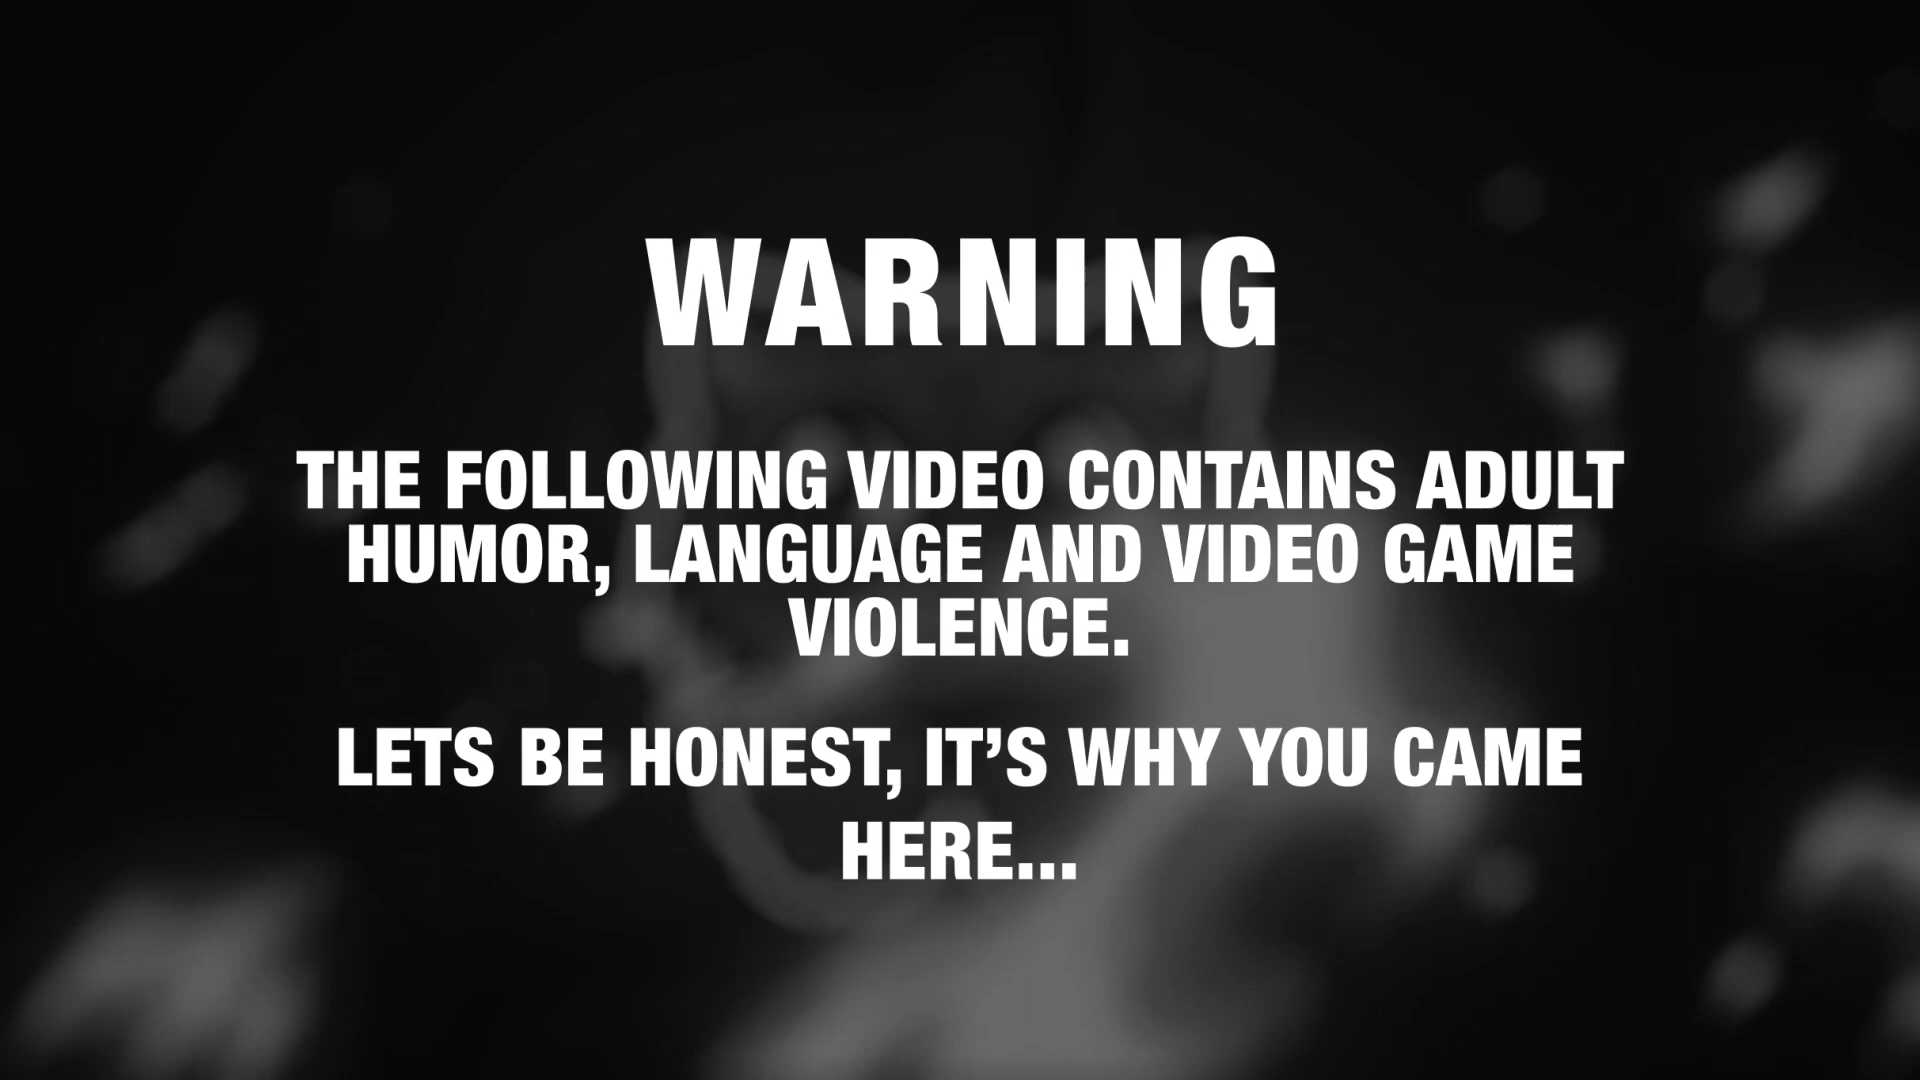 WARNING
THE FOLLOWING VIDEO CONTAINS ADULT
HUMOR, LANGUAGE AND VIDEO GAME
VIOLENCE.
LETS BE HONEST, IT’S WHY YOU CAME
HERE...